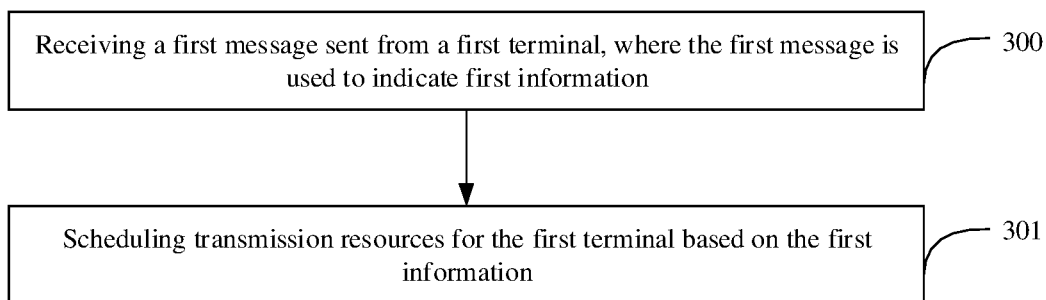 Receiving a first message sent from a first terminal, where the first message is
used to indicate first information
300
Scheduling transmission resources for the first terminal based on the first
information
301